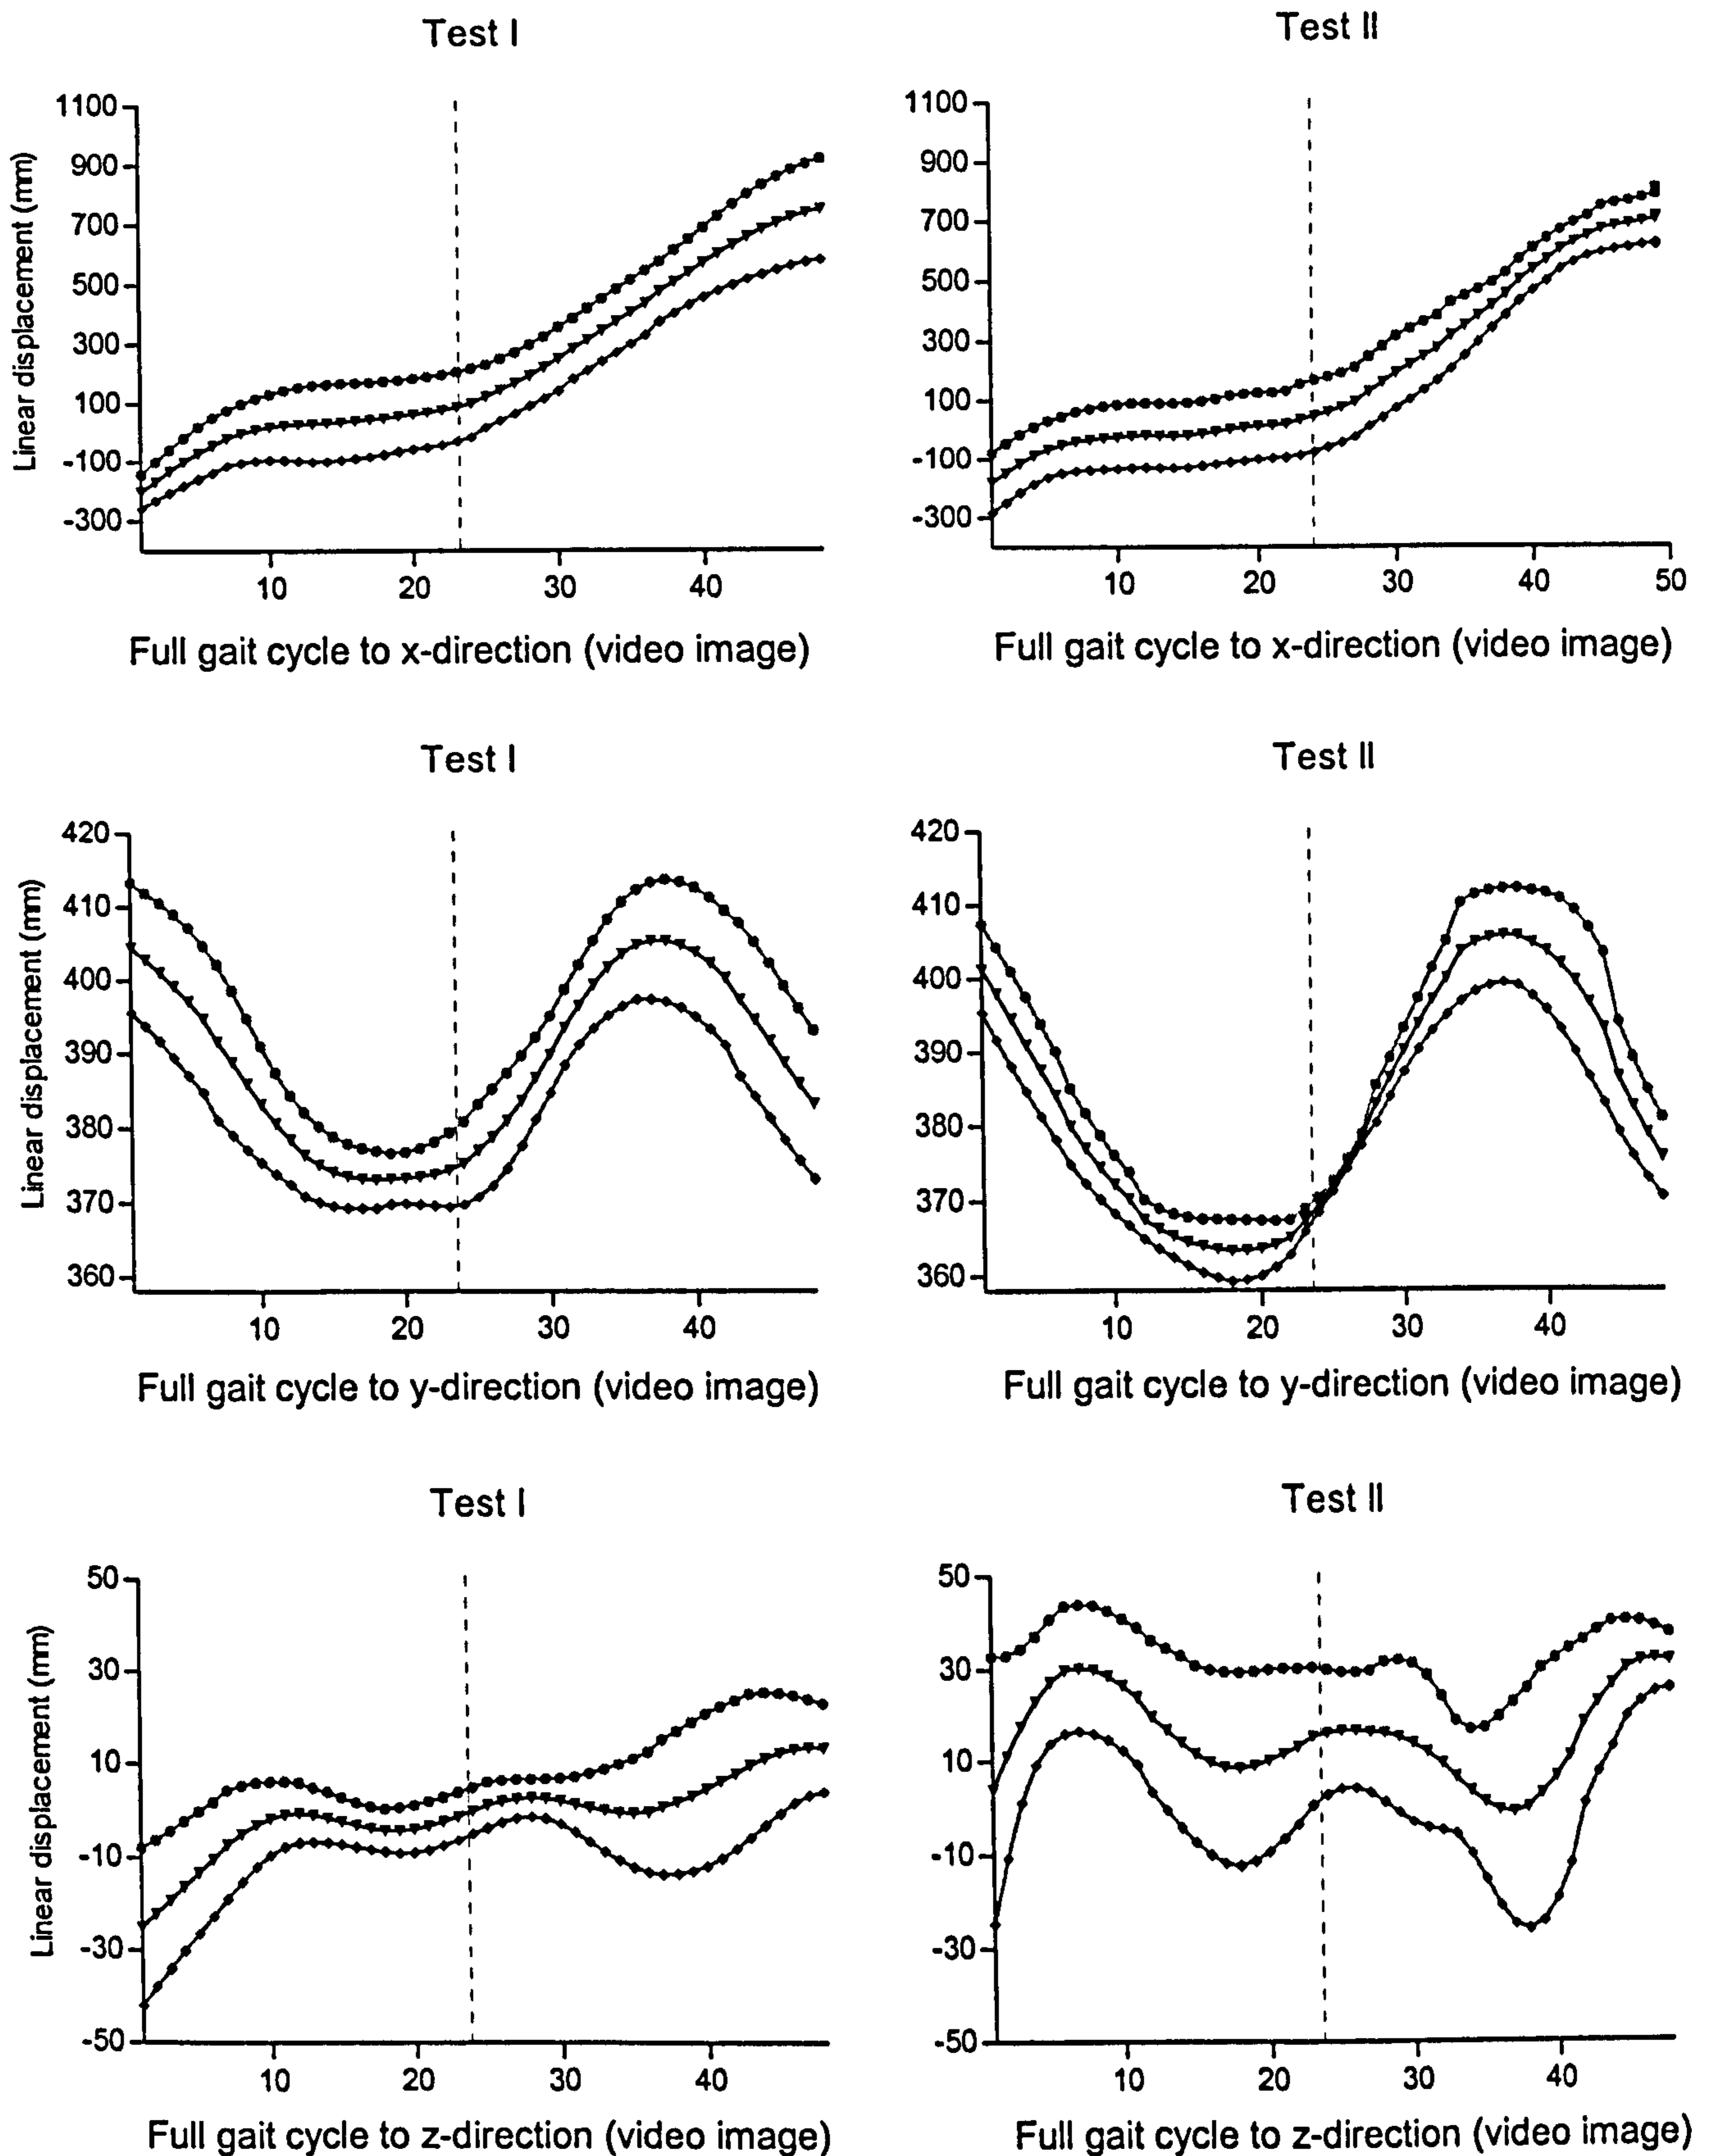 Test I
Test II
Linear displacement (mm)
1100
900
700
500
300
100
-100
-300
10 20 30 40
Full gait cycle to x-direction (video image)
1100
900
700
500
300
100
-100
-300
10 20 30 40 50
Full gait cycle to x-direction (video image)
Test I
Test II
Linear displacement (mm)
420
410
400
390
380
370
360
10 20 30 40
Full gait cycle to y-direction (video image)
420
410
400
390
380
370
360
10 20 30 40
Full gait cycle to y-direction (video image)
Test I
Test II
Linear displacement (mm)
50
30
10
-10
-30
-50
10 20 30 40
Full gait cycle to z-direction (video image)
50
30
10
-10
-30
-50
10 20 30 40
Full gait cycle to z-direction (video image)